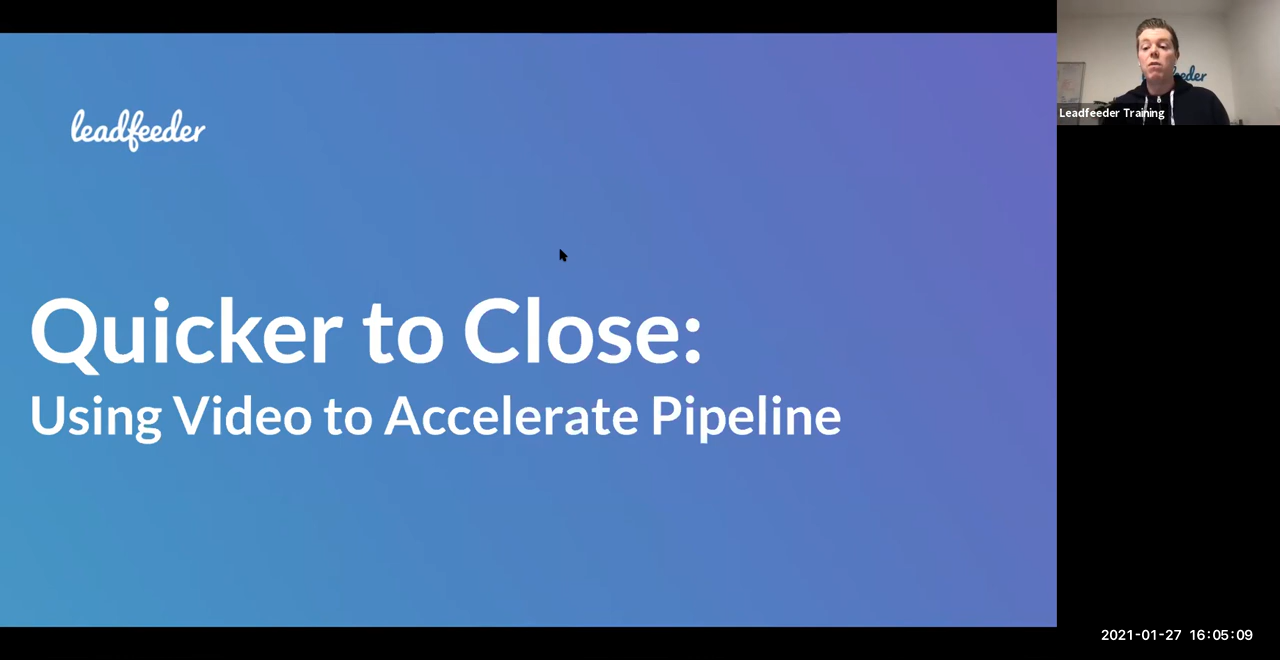 leadfeeder
Quicker to Close:
Using Video to Accelerate Pipeline
Leadfeeder Training
2021-01-27 16:05:09